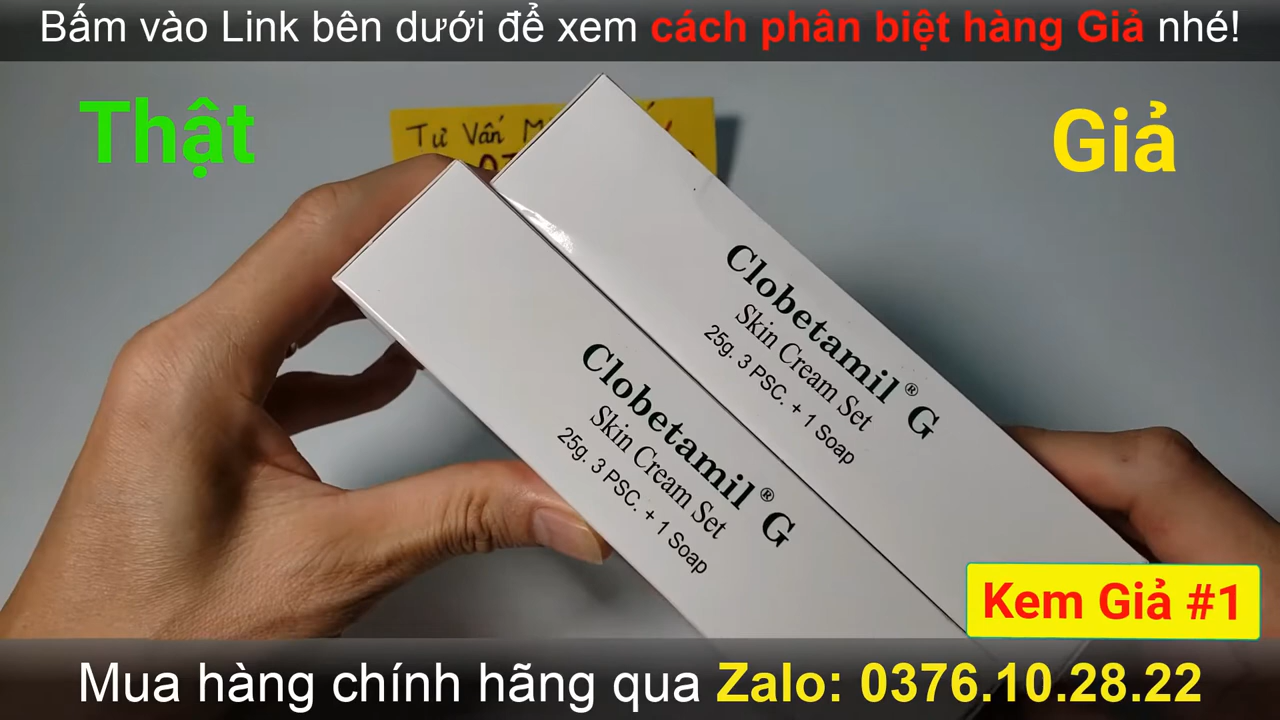 Bấm vào Link bên dưới để xem cách phân biệt hàng Giả nhé!
Thật
Giả
Tư Vấn
Clobetamil® G
Skin Cream Set
25g. 3 PSC. + 1 Soap
Clobetamil® G
Skin Cream Set
25g. 3 PSC. + 1 Soap
Kem Giả #1
Mua hàng chính hãng qua Zalo: 0376.10.28.22